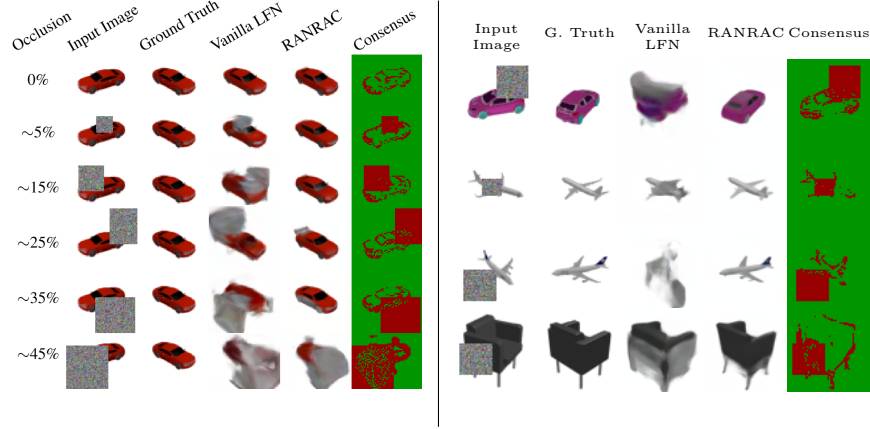 Occlusion
Input Image
Ground Truth
Vanilla LFN
RANRAC
Consensus
0%
~5%
~15%
~25%
~35%
~45%
Input
Image
G. Truth
Vanilla
LFN
RANRAC
Consensus